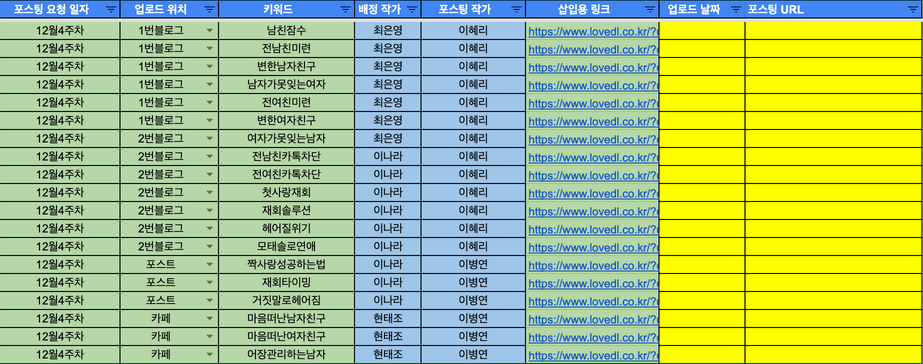 포스팅 요청 일자 업로드 위치 키워드 배정 작가 포스팅 작가 삽입용 링크 업로드 날짜 포스팅 URL
12월4주차 1번블로그 남친잠수 최은영 이혜리 https://www.lovedl.co.kr/?
12월4주차 1번블로그 전남친미련 최은영 이혜리 https://www.lovedl.co.kr/?
12월4주차 1번블로그 변한남자친구 최은영 이혜리 https://www.lovedl.co.kr/?
12월4주차 1번블로그 남자가못잊는여자 최은영 이혜리 https://www.lovedl.co.kr/?
12월4주차 1번블로그 전여친미련 최은영 이혜리 https://www.lovedl.co.kr/?
12월4주차 1번블로그 변한여자친구 최은영 이혜리 https://www.lovedl.co.kr/?
12월4주차 2번블로그 여자가못잊는남자 최은영 이혜리 https://www.lovedl.co.kr/?
12월4주차 2번블로그 전남친카톡차단 이나라 이혜리 https://www.lovedl.co.kr/?
12월4주차 2번블로그 전여친카톡차단 이나라 이혜리 https://www.lovedl.co.kr/?
12월4주차 2번블로그 첫사랑재회 이나라 이혜리 https://www.lovedl.co.kr/?
12월4주차 2번블로그 재회솔루션 이나라 이혜리 https://www.lovedl.co.kr/?
12월4주차 2번블로그 헤어질위기 이나라 이혜리 https://www.lovedl.co.kr/?
12월4주차 2번블로그 모태솔로연애 이나라 이혜리 https://www.lovedl.co.kr/?
12월4주차 포스트 짝사랑성공하는법 이나라 이병연 https://www.lovedl.co.kr/?
12월4주차 포스트 재회타이밍 이나라 이병연 https://www.lovedl.co.kr/?
12월4주차 포스트 거짓말로헤어짐 이나라 이병연 https://www.lovedl.co.kr/?
12월4주차 카페 마음떠난남자친구 현태조 이병연 https://www.lovedl.co.kr/?
12월4주차 카페 마음떠난여자친구 현태조 이병연 https://www.lovedl.co.kr/?
12월4주차 카페 어장관리하는남자 현태조 이병연 https://www.lovedl.co.kr/?